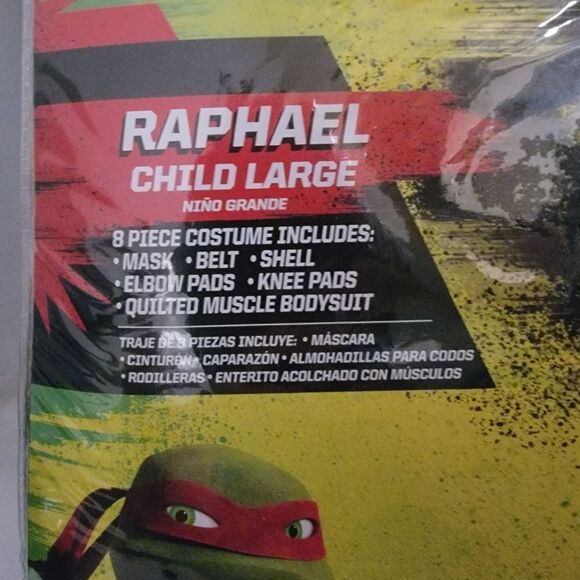 RAPHAEL
CHILD LARGE
NIÑO GRANDE
8 PIECE COSTUME INCLUDES:
• MASK • BELT • SHELL
• ELBOW PADS • KNEE PADS
• QUILTED MUSCLE BODYSUIT
TRAJE DE 8 PIEZAS INCLUYE: • MÁSCARA
• CINTURÓN • CAPARAZÓN • ALMOHADILLAS PARA CODOS
• RODILLERAS • ENTERITO ACOLCHADO CON MÚSCULOS